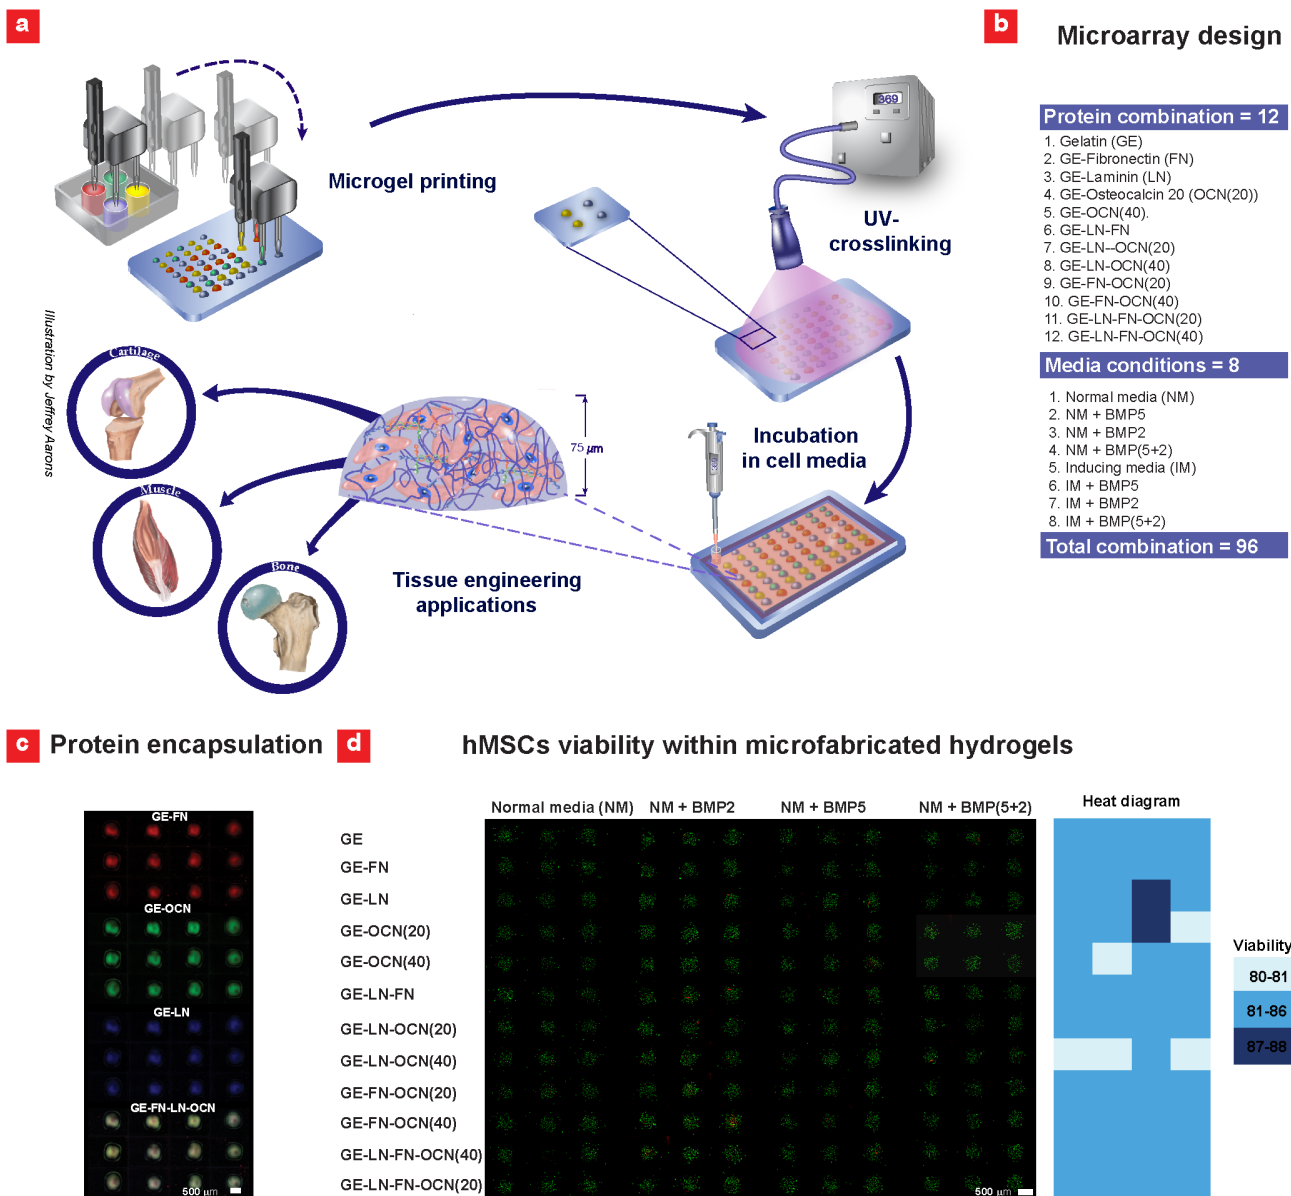 a
Microgel printing
369
UV-
crosslinking
Illustration by Jeffrey Aarons
Cartilage
Muscle
Bone
75 µm
Incubation
in cell media
Tissue engineering
applications
b
Microarray design
Protein combination = 12
1. Gelatin (GE)
2. GE-Fibronectin (FN)
3. GE-Laminin (LN)
4. GE-Osteocalcin 20 (OCN(20))
5. GE-OCN(40).
6. GE-LN-FN
7. GE-LN--OCN(20)
8. GE-LN-OCN(40)
9. GE-FN-OCN(20)
10. GE-FN-OCN(40)
11. GE-LN-FN-OCN(20)
12. GE-LN-FN-OCN(40)
Media conditions = 8
1. Normal media (NM)
2. NM + BMP5
3. NM + BMP2
4. NM + BMP(5+2)
5. Inducing media (IM)
6. IM + BMP5
7. IM + BMP2
8. IM + BMP(5+2)
Total combination = 96
c
Protein encapsulation
GE-FN
GE-OCN
GE-LN
GE-FN-LN-OCN
500 µm
d
hMSCs viability within microfabricated hydrogels
Normal media (NM) NM + BMP2 NM + BMP5 NM + BMP(5+2)
GE
GE-FN
GE-LN
GE-OCN(20)
GE-OCN(40)
GE-LN-FN
GE-LN-OCN(20)
GE-LN-OCN(40)
GE-FN-OCN(20)
GE-FN-OCN(40)
GE-LN-FN-OCN(40)
GE-LN-FN-OCN(20)
500 µm
Heat diagram
Viability
80-81
81-86
87-88